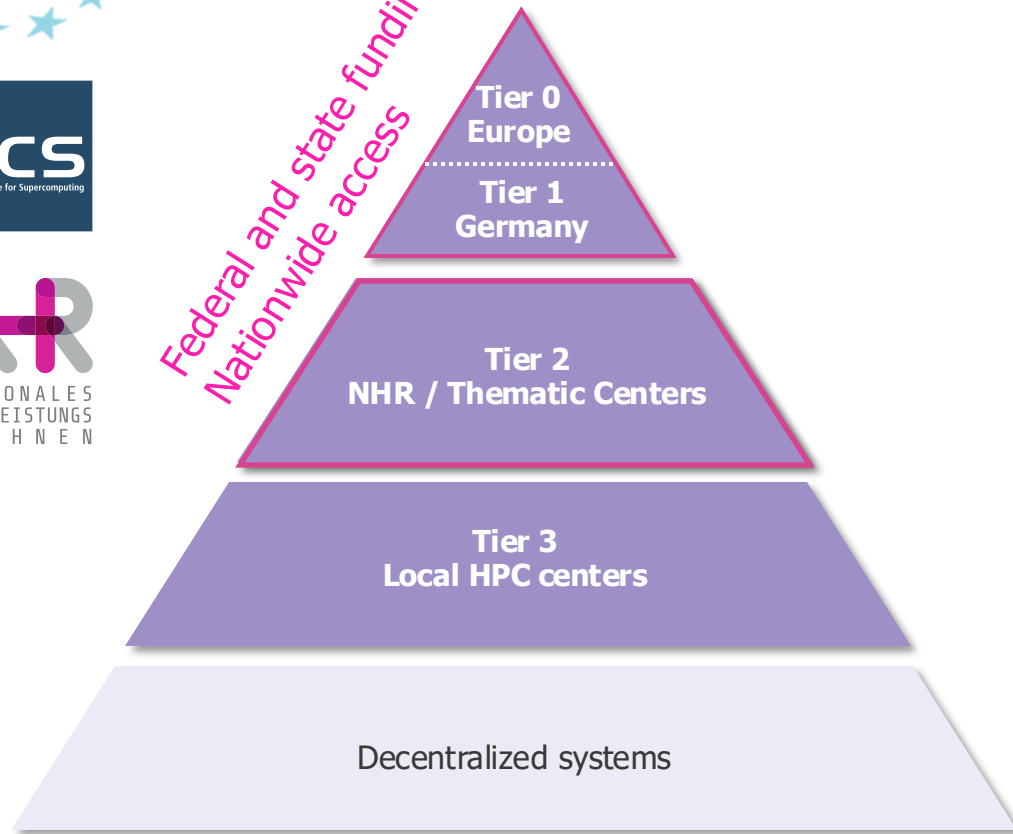 Federal and state fundin
Nationwide access
CS
e for Supercomputing
R
ONALES
EISTUNGS
HNEN
Tier 0
Europe
Tier 1
Germany
Tier 2
NHR / Thematic Centers
Tier 3
Local HPC centers
Decentralized systems